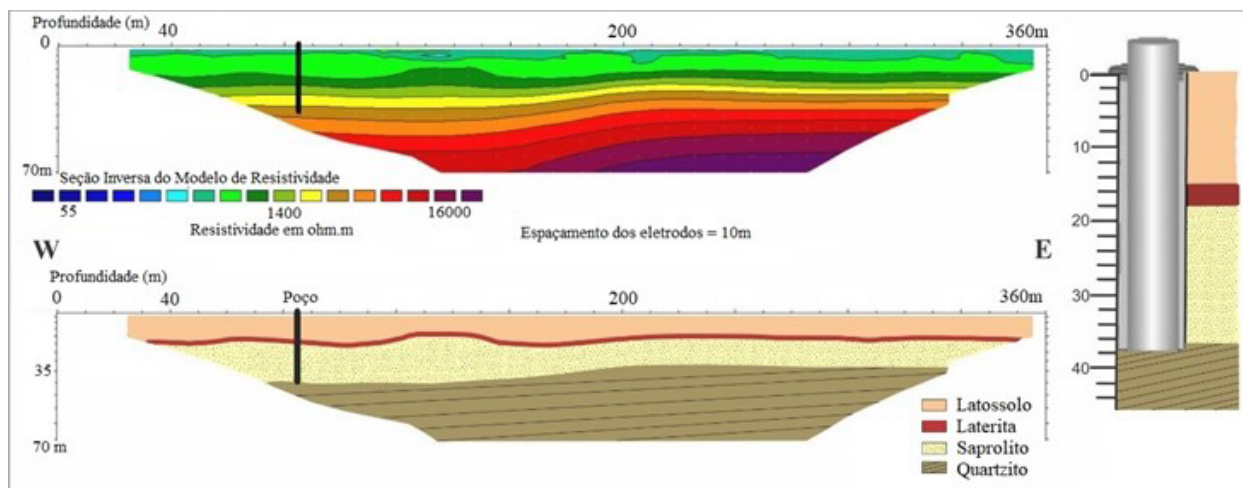 Profundidade (m)
40
200
360m
0
70m
Seção Inversa do Modelo de Resistividade
55
1400
16000
Resistividade em ohm.m
Espaçamento dos eletrodos = 10m
W
E
Profundidade (m)
0
40
Poço
200
360m
35
70 m
Latossolo
Laterita
Saprolito
Quartzito
0
10
20
30
40